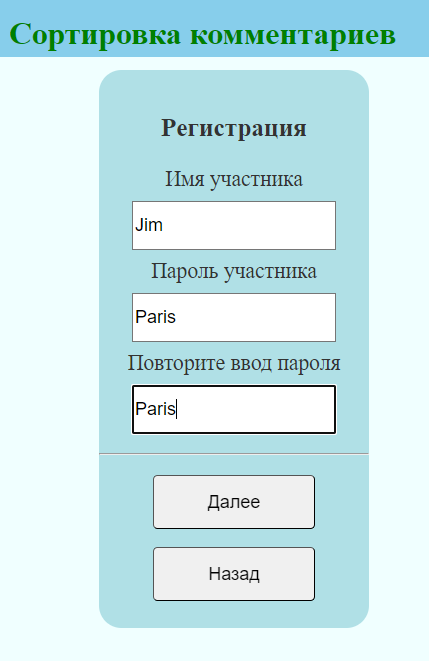 Сортировка комментариев
Регистрация
Имя участника
Jim
Пароль участника
Paris
Повторите ввод пароля
Paris
Далее
Назад